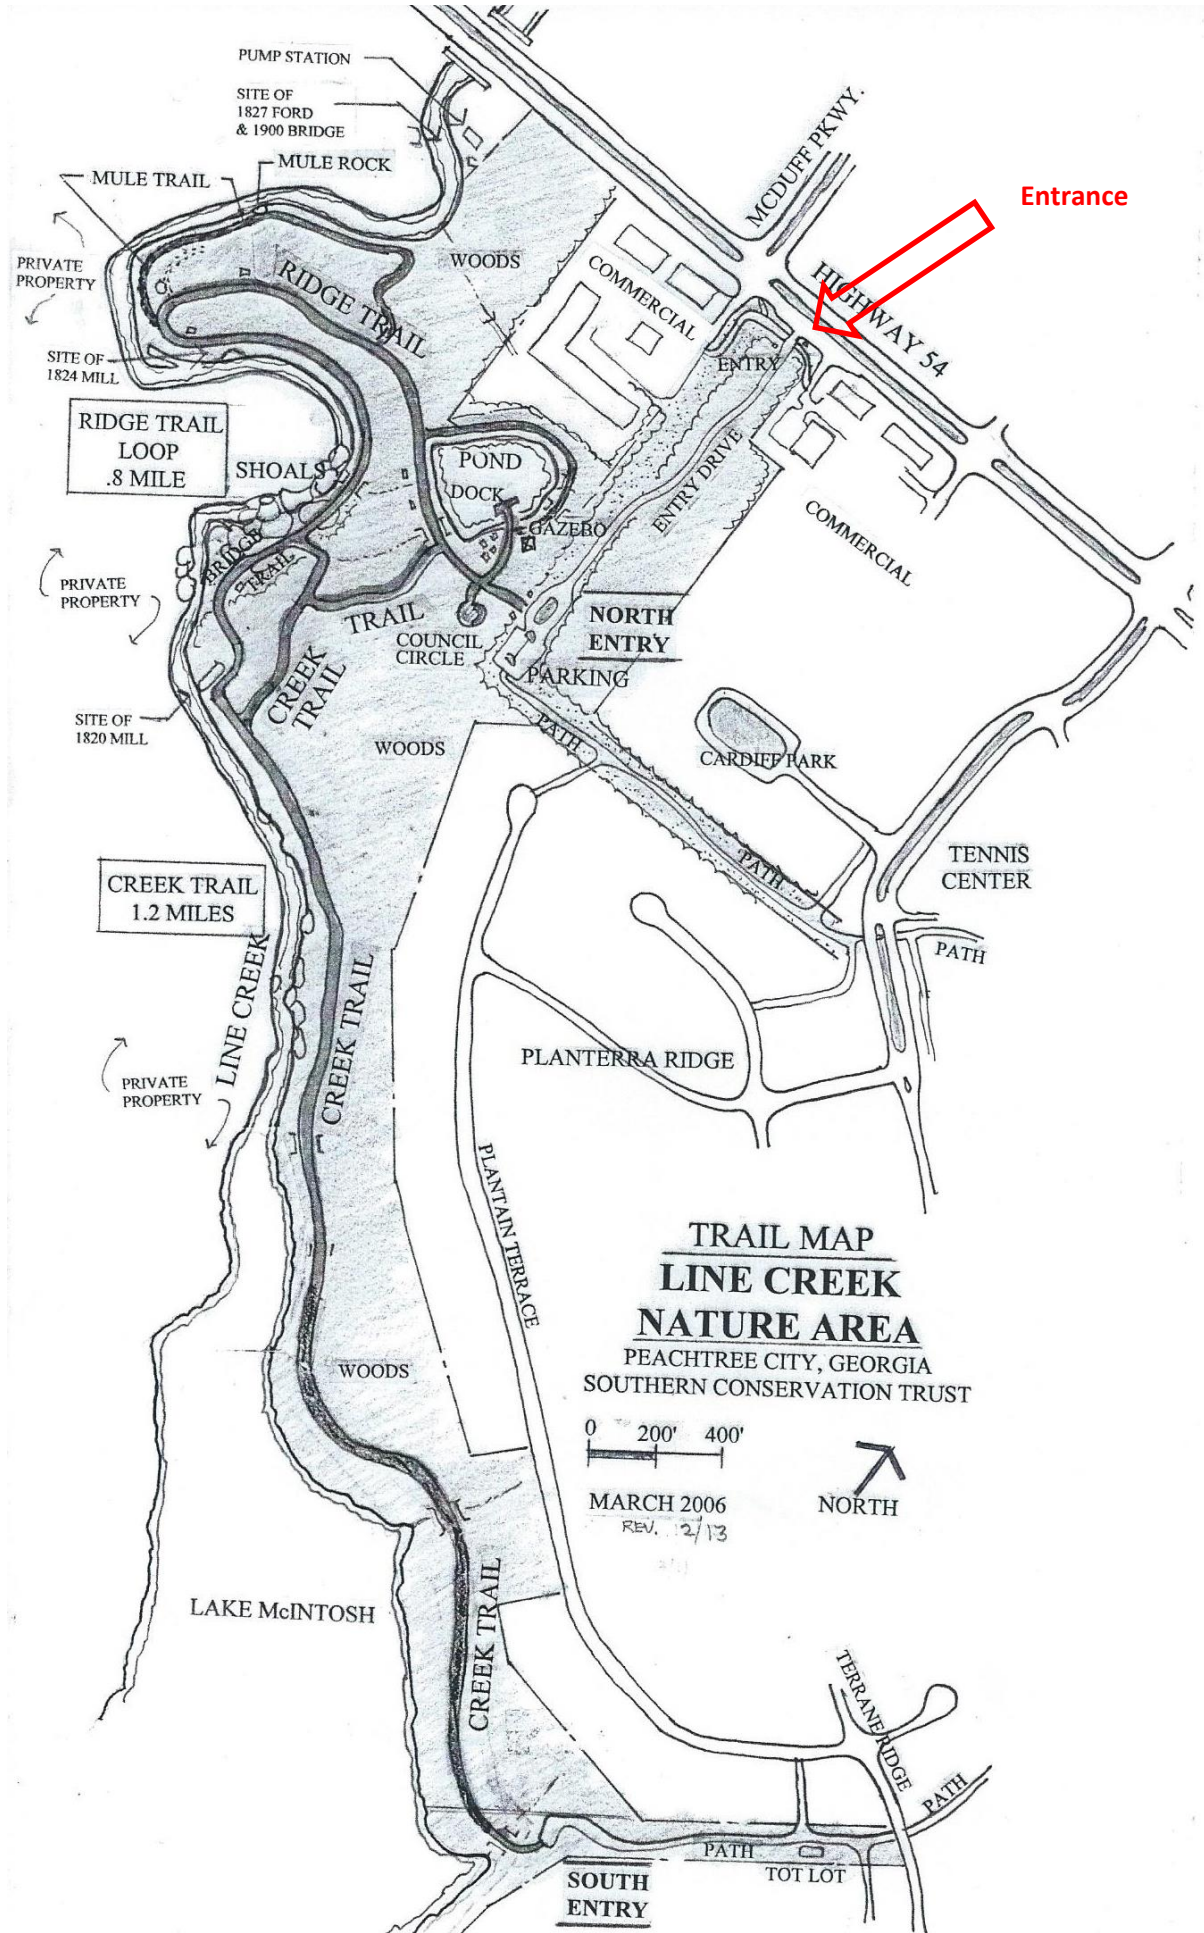 PUMP STATION
SITE OF
1827 FORD
& 1900 BRIDGE
MULE ROCK
MULE TRAIL
MCDUFF PKWY.
Entrance
PRIVATE
PROPERTY
WOODS
RIDGE TRAIL
COMMERCIAL
HIGHWAY 54
ENTRY
SITE OF
1824 MILL
RIDGE TRAIL
LOOP
.8 MILE
SHOALS
POND
DOCK
GAZEBO
ENTRY DRIVE
COMMERCIAL
BRIDGE
TRAIL
PRIVATE
PROPERTY
TRAIL
COUNCIL
CIRCLE
NORTH
ENTRY
PARKING
CREEK
TRAIL
SITE OF
1820 MILL
WOODS
PATH
CARDIFF PARK
PATH
TENNIS
CENTER
CREEK TRAIL
1.2 MILES
LINE CREEK
CREEK TRAIL
PATH
PRIVATE
PROPERTY
PLANTERRA RIDGE
PLANTAIN TERRACE
TRAIL MAP
LINE CREEK
NATURE AREA
PEACHTREE CITY, GEORGIA
SOUTHERN CONSERVATION TRUST
WOODS
0 200' 400'
MARCH 2006
REV. 12/13
NORTH
LAKE McINTOSH
CREEK TRAIL
TERRANE RIDGE
PATH
PATH
TOT LOT
SOUTH
ENTRY